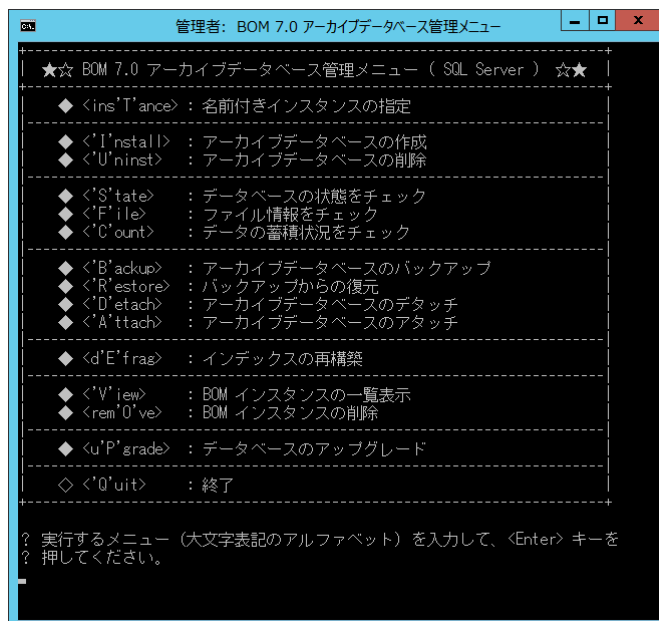 管理者: BOM 7.0 アーカイブデータベース管理メニュー
★☆ BOM 7.0 アーカイブデータベース管理メニュー ( SQL Server ) ☆★
◆ <ins'T'ance> : 名前付きインスタンスの指定
◆ <'I'nstall> : アーカイブデータベースの作成
◆ <'U'ninst> : アーカイブデータベースの削除
◆ <'S'tate> : データベースの状態をチェック
◆ <'F'ile> : ファイル情報をチェック
◆ <'C'ount> : データの蓄積状況をチェック
◆ <'B'ackup> : アーカイブデータベースのバックアップ
◆ <'R'estore> : バックアップからの復元
◆ <'D'etach> : アーカイブデータベースのデタッチ
◆ <'A'ttach> : アーカイブデータベースのアタッチ
◆ <d'E'frag> : インデックスの再構築
◆ <'V'iew> : BOM インスタンスの一覧表示
◆ <rem'O've> : BOM インスタンスの削除
◆ <u'P'grade> : データベースのアップグレード
◇ <'Q'uit> : 終了
? 実行するメニュー (大文字表記のアルファベット) を入力して、<Enter> キーを
? 押してください。